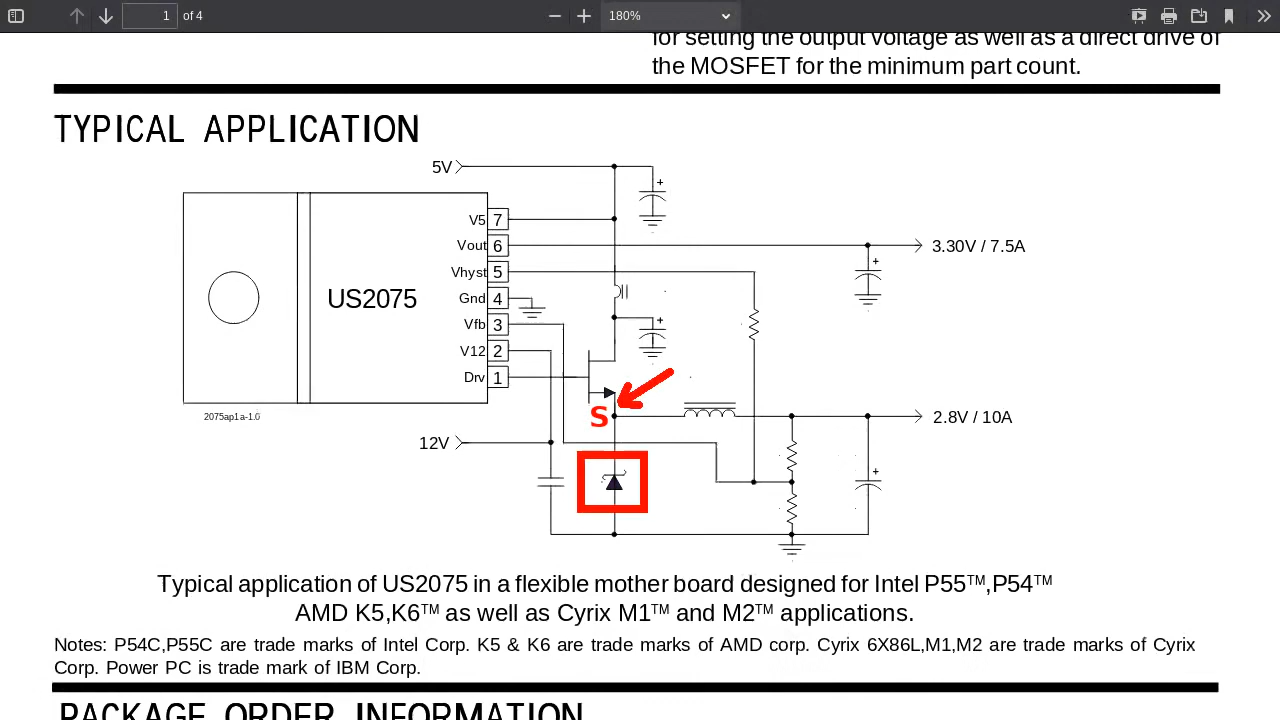 1 of 4 180%
for setting the output voltage as well as a direct drive of
the MOSFET for the minimum part count.
TYPICAL APPLICATION
5V
V5 7
Vout 6 3.30V / 7.5A
Vhyst 5
US2075
Gnd 4
Vfb 3
V12 2
Drv 1
2075ap1a-1.0
S
2.8V / 10A
12V
+
+
+
+
Typical application of US2075 in a flexible mother board designed for Intel P55™,P54™
AMD K5,K6™ as well as Cyrix M1™ and M2™ applications.
Notes: P54C,P55C are trade marks of Intel Corp. K5 & K6 are trade marks of AMD corp. Cyrix 6X86L,M1,M2 are trade marks of Cyrix
Corp. Power PC is trade mark of IBM Corp.
PACKAGE ORDER INFORMATION